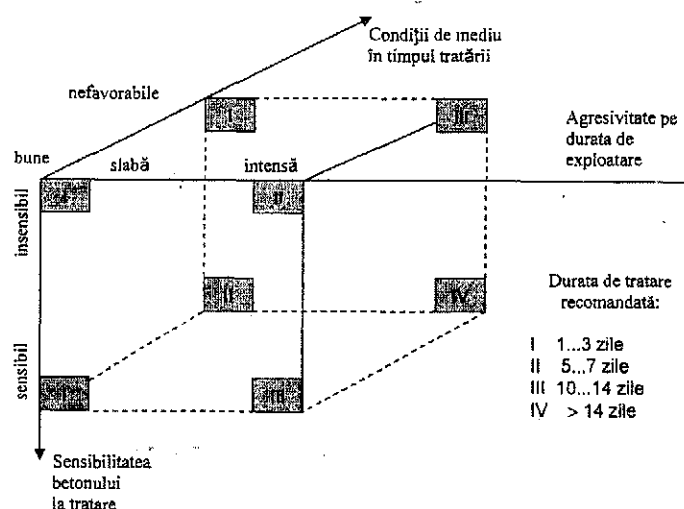 Condiții de mediu
în timpul tratării
nefavorabile
I
III
Agresivitate pe
durata de
exploatare
bune
slabă
intensă
insensibil
II
II
IV
sensibil
III
Durata de tratare
recomandată:
I 1...3 zile
II 5...7 zile
III 10...14 zile
IV > 14 zile
Sensibilitatea
betonului
la tratare